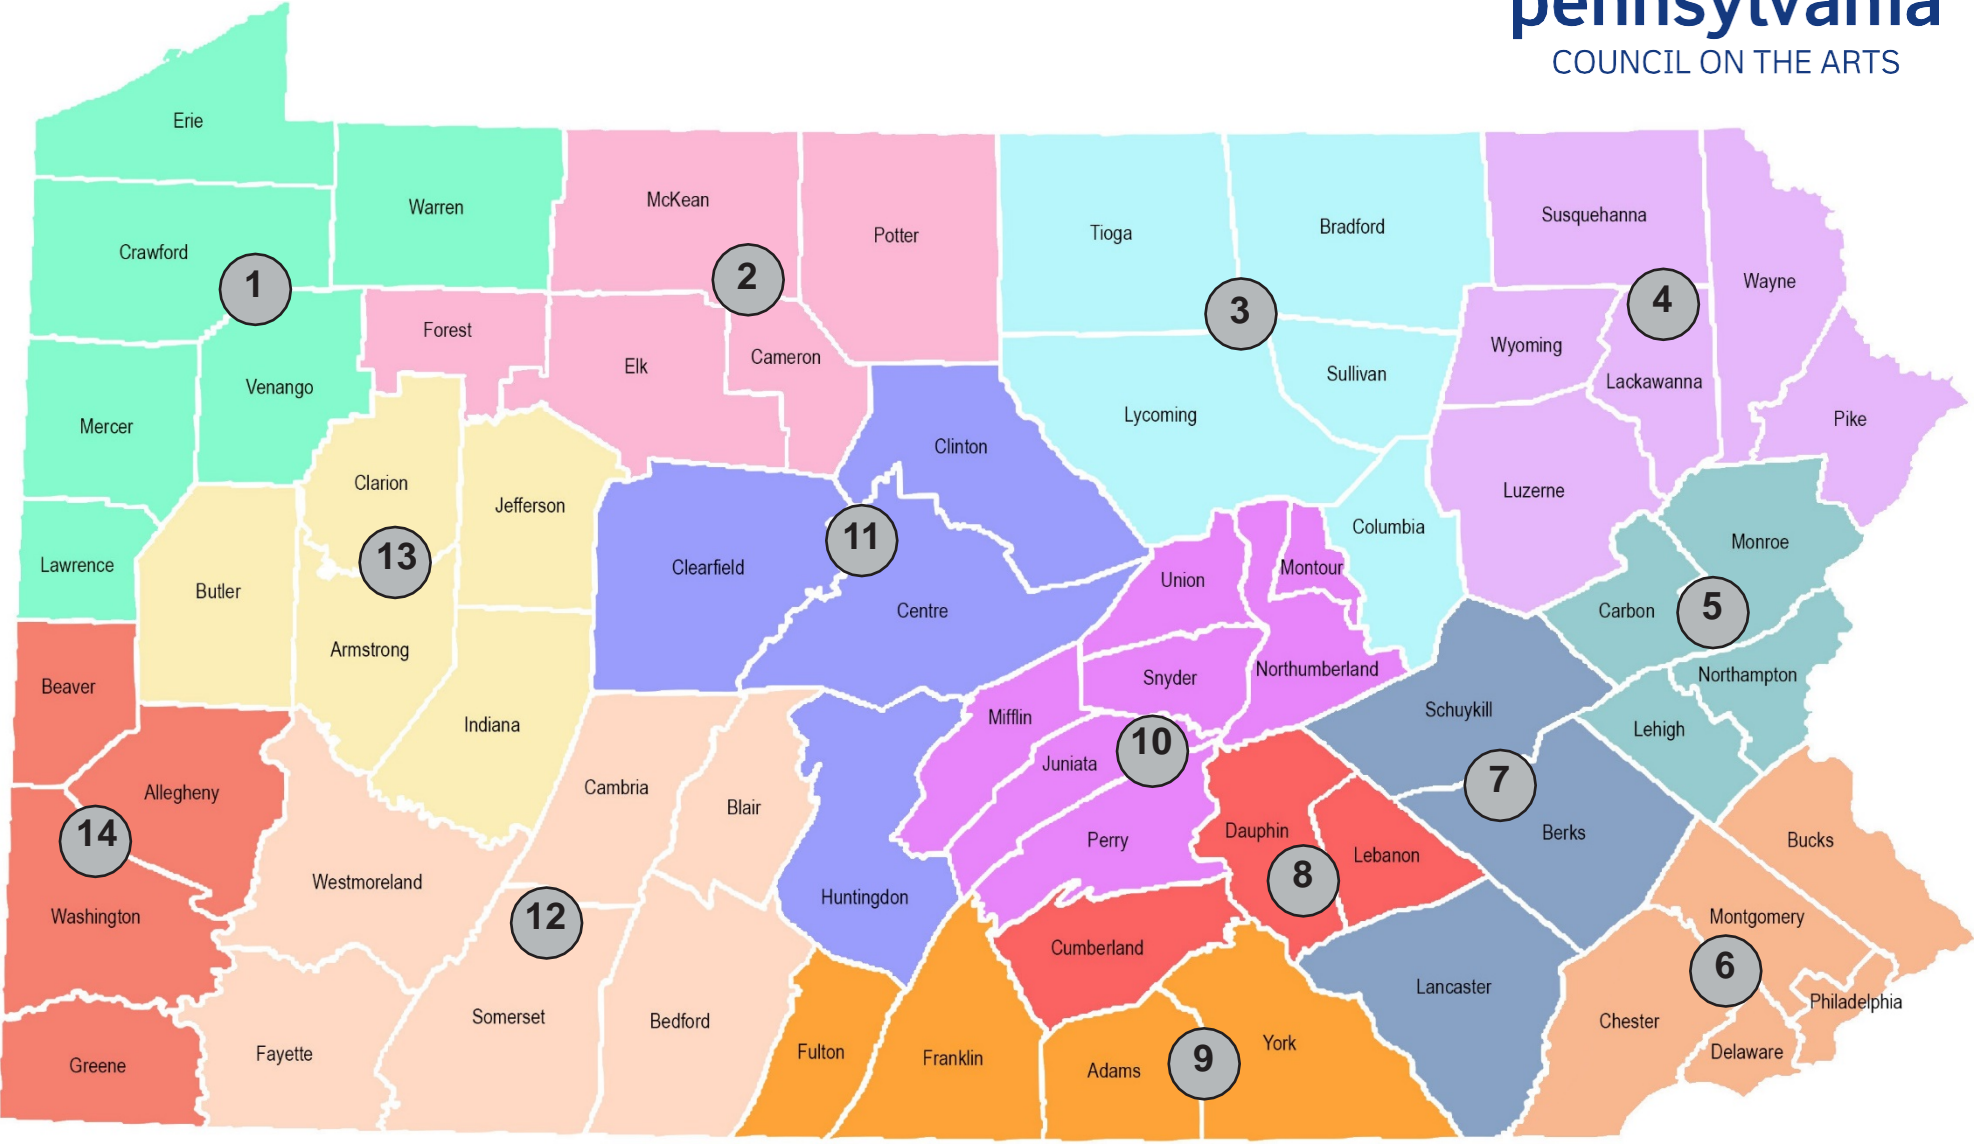 pennsylvania
COUNCIL ON THE ARTS
Erie
Warren
McKean
Potter
Tioga
Bradford
Susquehanna
Wayne
Crawford
1
2
3
4
Forest
Elk
Cameron
Sullivan
Wyoming
Lackawanna
Pike
Venango
Mercer
Lycoming
Clinton
Clarion
Jefferson
Luzerne
Columbia
Monroe
11
13
Lawrence
Butler
Clearfield
Centre
Union
Montour
Carbon
5
Armstrong
Beaver
Indiana
Snyder
Northumberland
Northampton
Mifflin
Schuykill
Lehigh
10
Juniata
7
Allegheny
Cambria
Blair
14
Perry
Dauphin
Lebanon
Berks
Bucks
Westmoreland
Huntingdon
8
Washington
12
Cumberland
Montgomery
6
Lancaster
Philadelphia
Somerset
Bedford
Chester
Greene
Fayette
Fulton
Franklin
Adams
9
York
Delaware